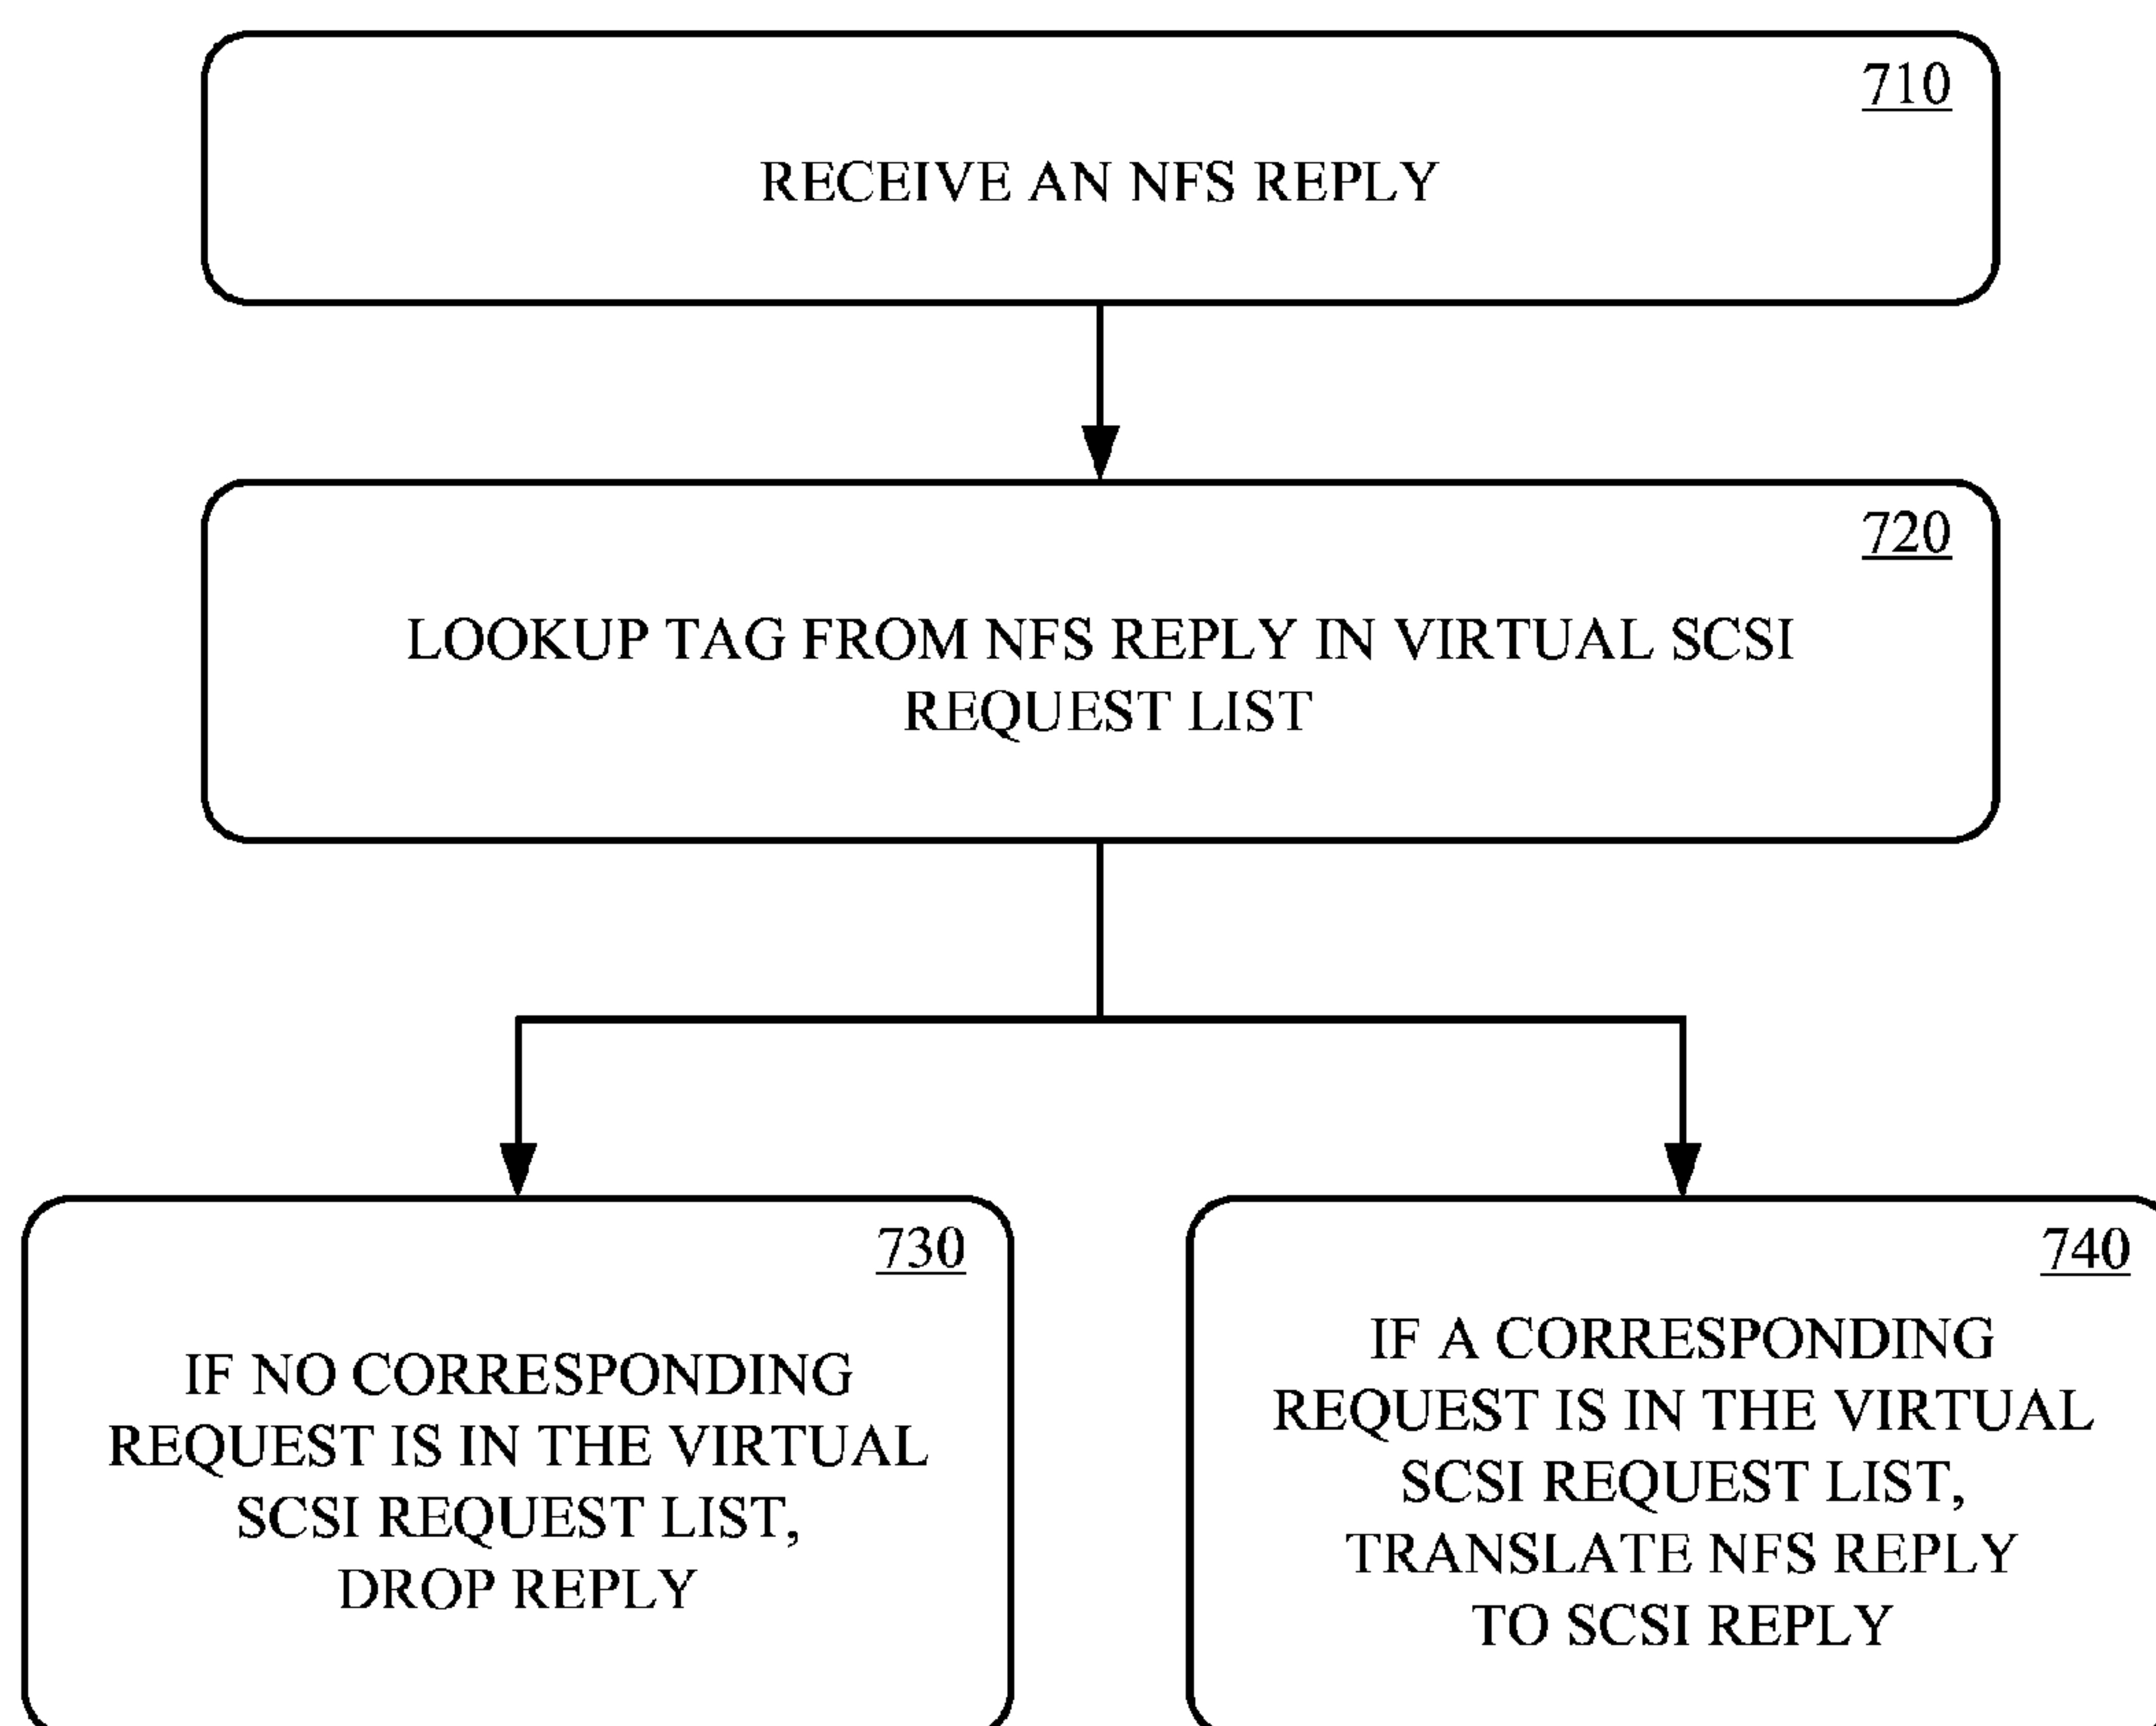 710
RECEIVE AN NFS REPLY
720
LOOKUP TAG FROM NFS REPLY IN VIRTUAL SCSI
REQUEST LIST
730
IF NO CORRESPONDING
REQUEST IS IN THE VIRTUAL
SCSI REQUEST LIST,
DROP REPLY
740
IF A CORRESPONDING
REQUEST IS IN THE VIRTUAL
SCSI REQUEST LIST,
TRANSLATE NFS REPLY
TO SCSI REPLY